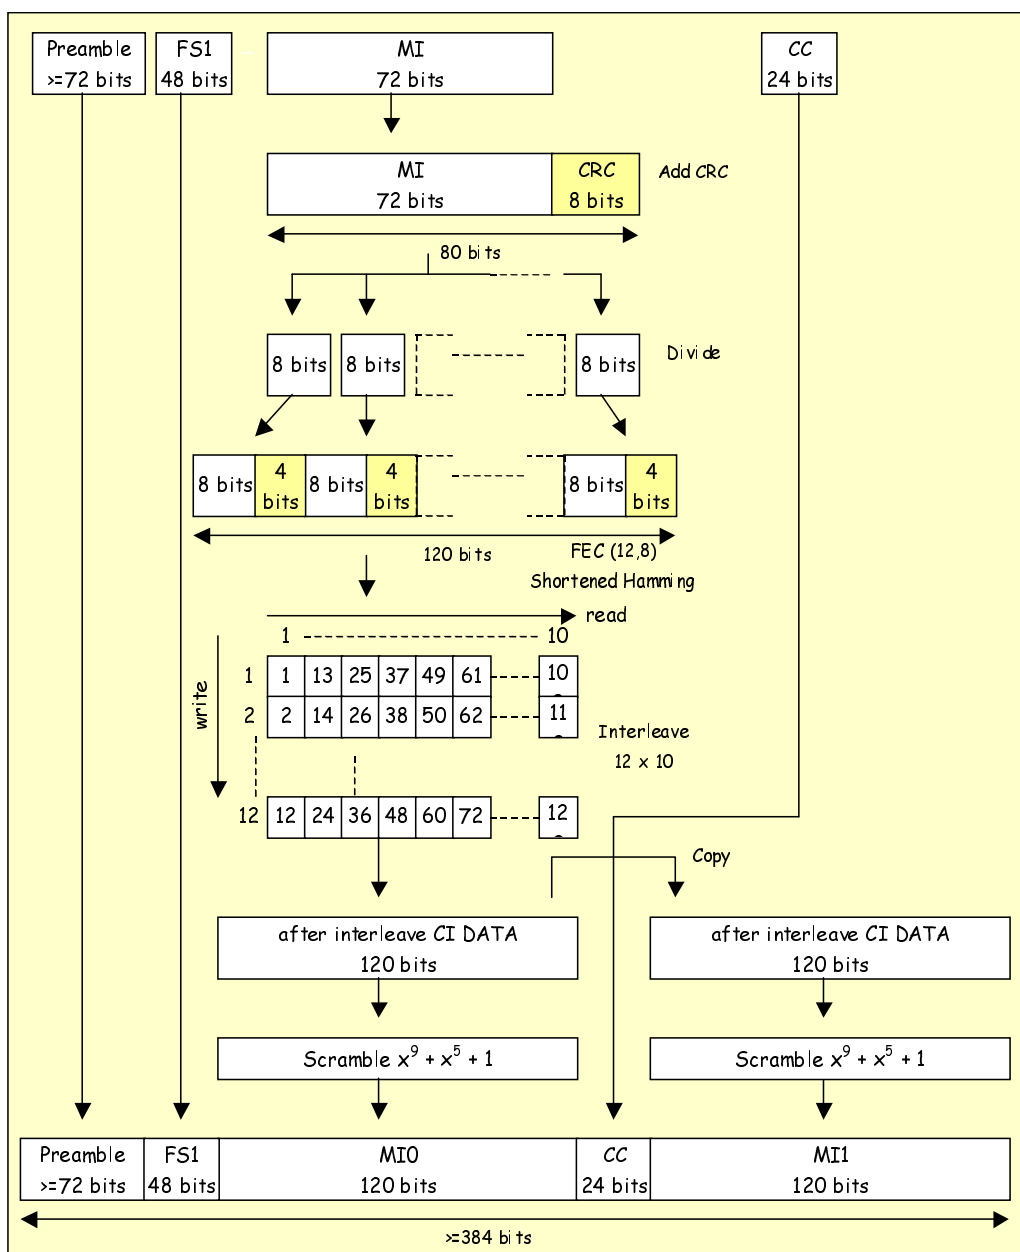 Preamble
>=72 bits
FS1
48 bits
MI
72 bits
CC
24 bits
MI
72 bits
CRC
8 bits
Add CRC
80 bits
8 bits
8 bits
8 bits
Divide
8 bits
4
bits
8 bits
4
bits
8 bits
4
bits
120 bits
FEC (12,8)
Shortened Hamming
read
1
10
write
1
1
13
25
37
49
61
10
2
2
14
26
38
50
62
11
Interleave
12 x 10
12
12
24
36
48
60
72
12
Copy
after interleave CI DATA
120 bits
after interleave CI DATA
120 bits
Scramble x⁹ + x⁵ + 1
Scramble x⁹ + x⁵ + 1
Preamble
>=72 bits
FS1
48 bits
MI0
120 bits
CC
24 bits
MI1
120 bits
>=384 bits